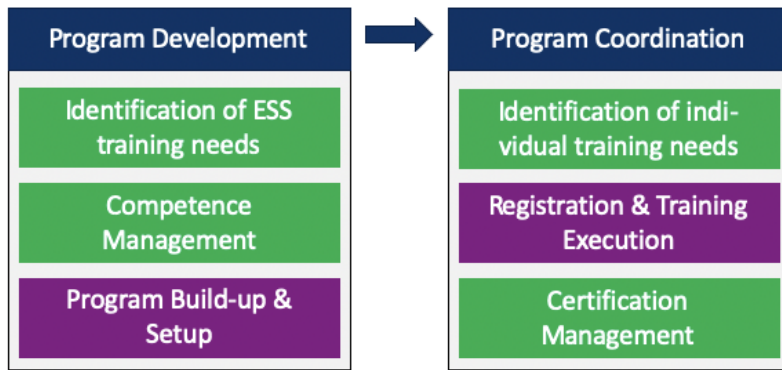 Program Development
Identification of ESS
training needs
Competence
Management
Program Build-up &
Setup
Program Coordination
Identification of indi-
vidual training needs
Registration & Training
Execution
Certification
Management